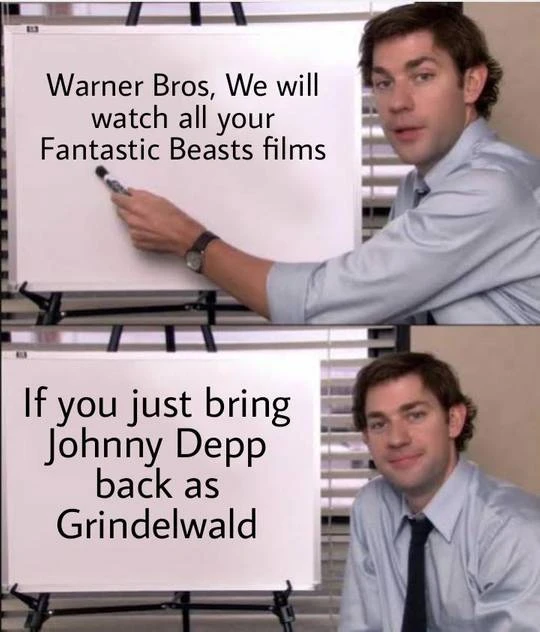 Warner Bros, We will
watch all your
Fantastic Beasts films
If you just bring
Johnny Depp
back as
Grindelwald